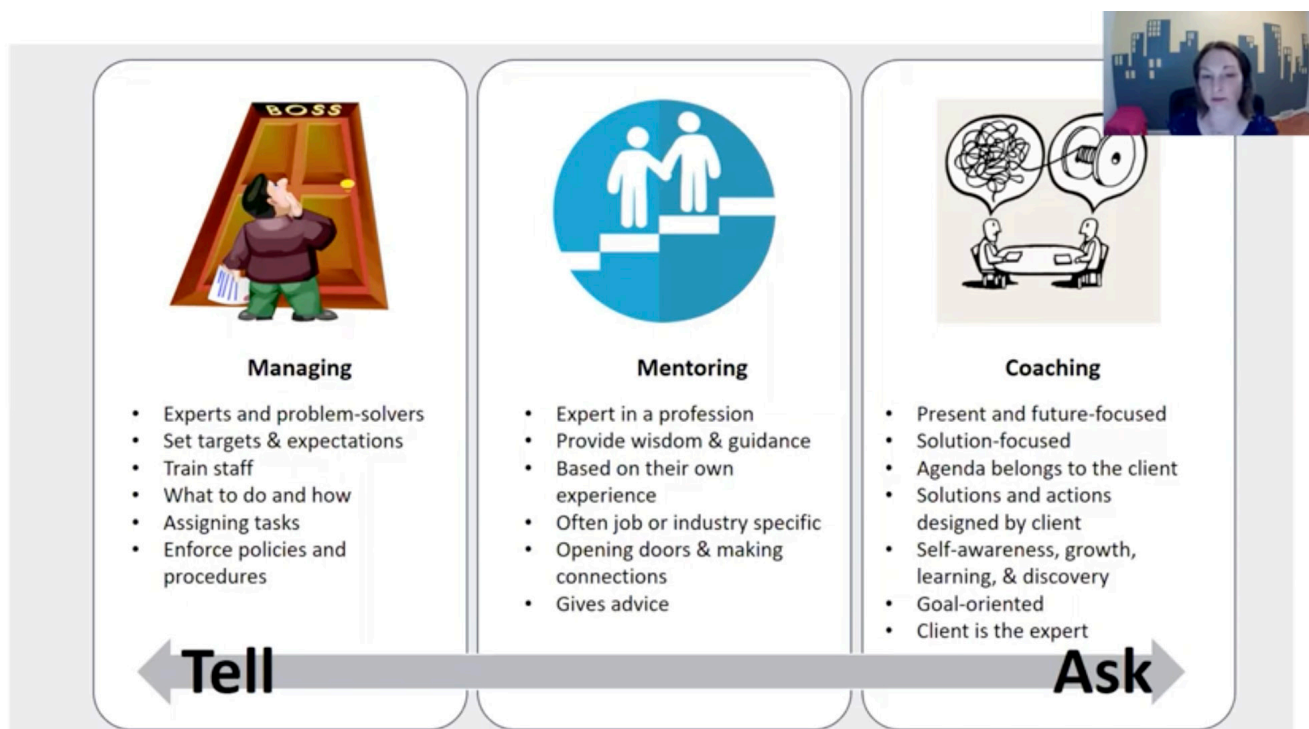 BOSS
Managing
• Experts and problem-solvers
• Set targets & expectations
• Train staff
• What to do and how
• Assigning tasks
• Enforce policies and
procedures
Mentoring
• Expert in a profession
• Provide wisdom & guidance
• Based on their own
experience
• Often job or industry specific
• Opening doors & making
connections
• Gives advice
Coaching
• Present and future-focused
• Solution-focused
• Agenda belongs to the client
• Solutions and actions
designed by client
• Self-awareness, growth,
learning, & discovery
• Goal-oriented
• Client is the expert
Tell
Ask